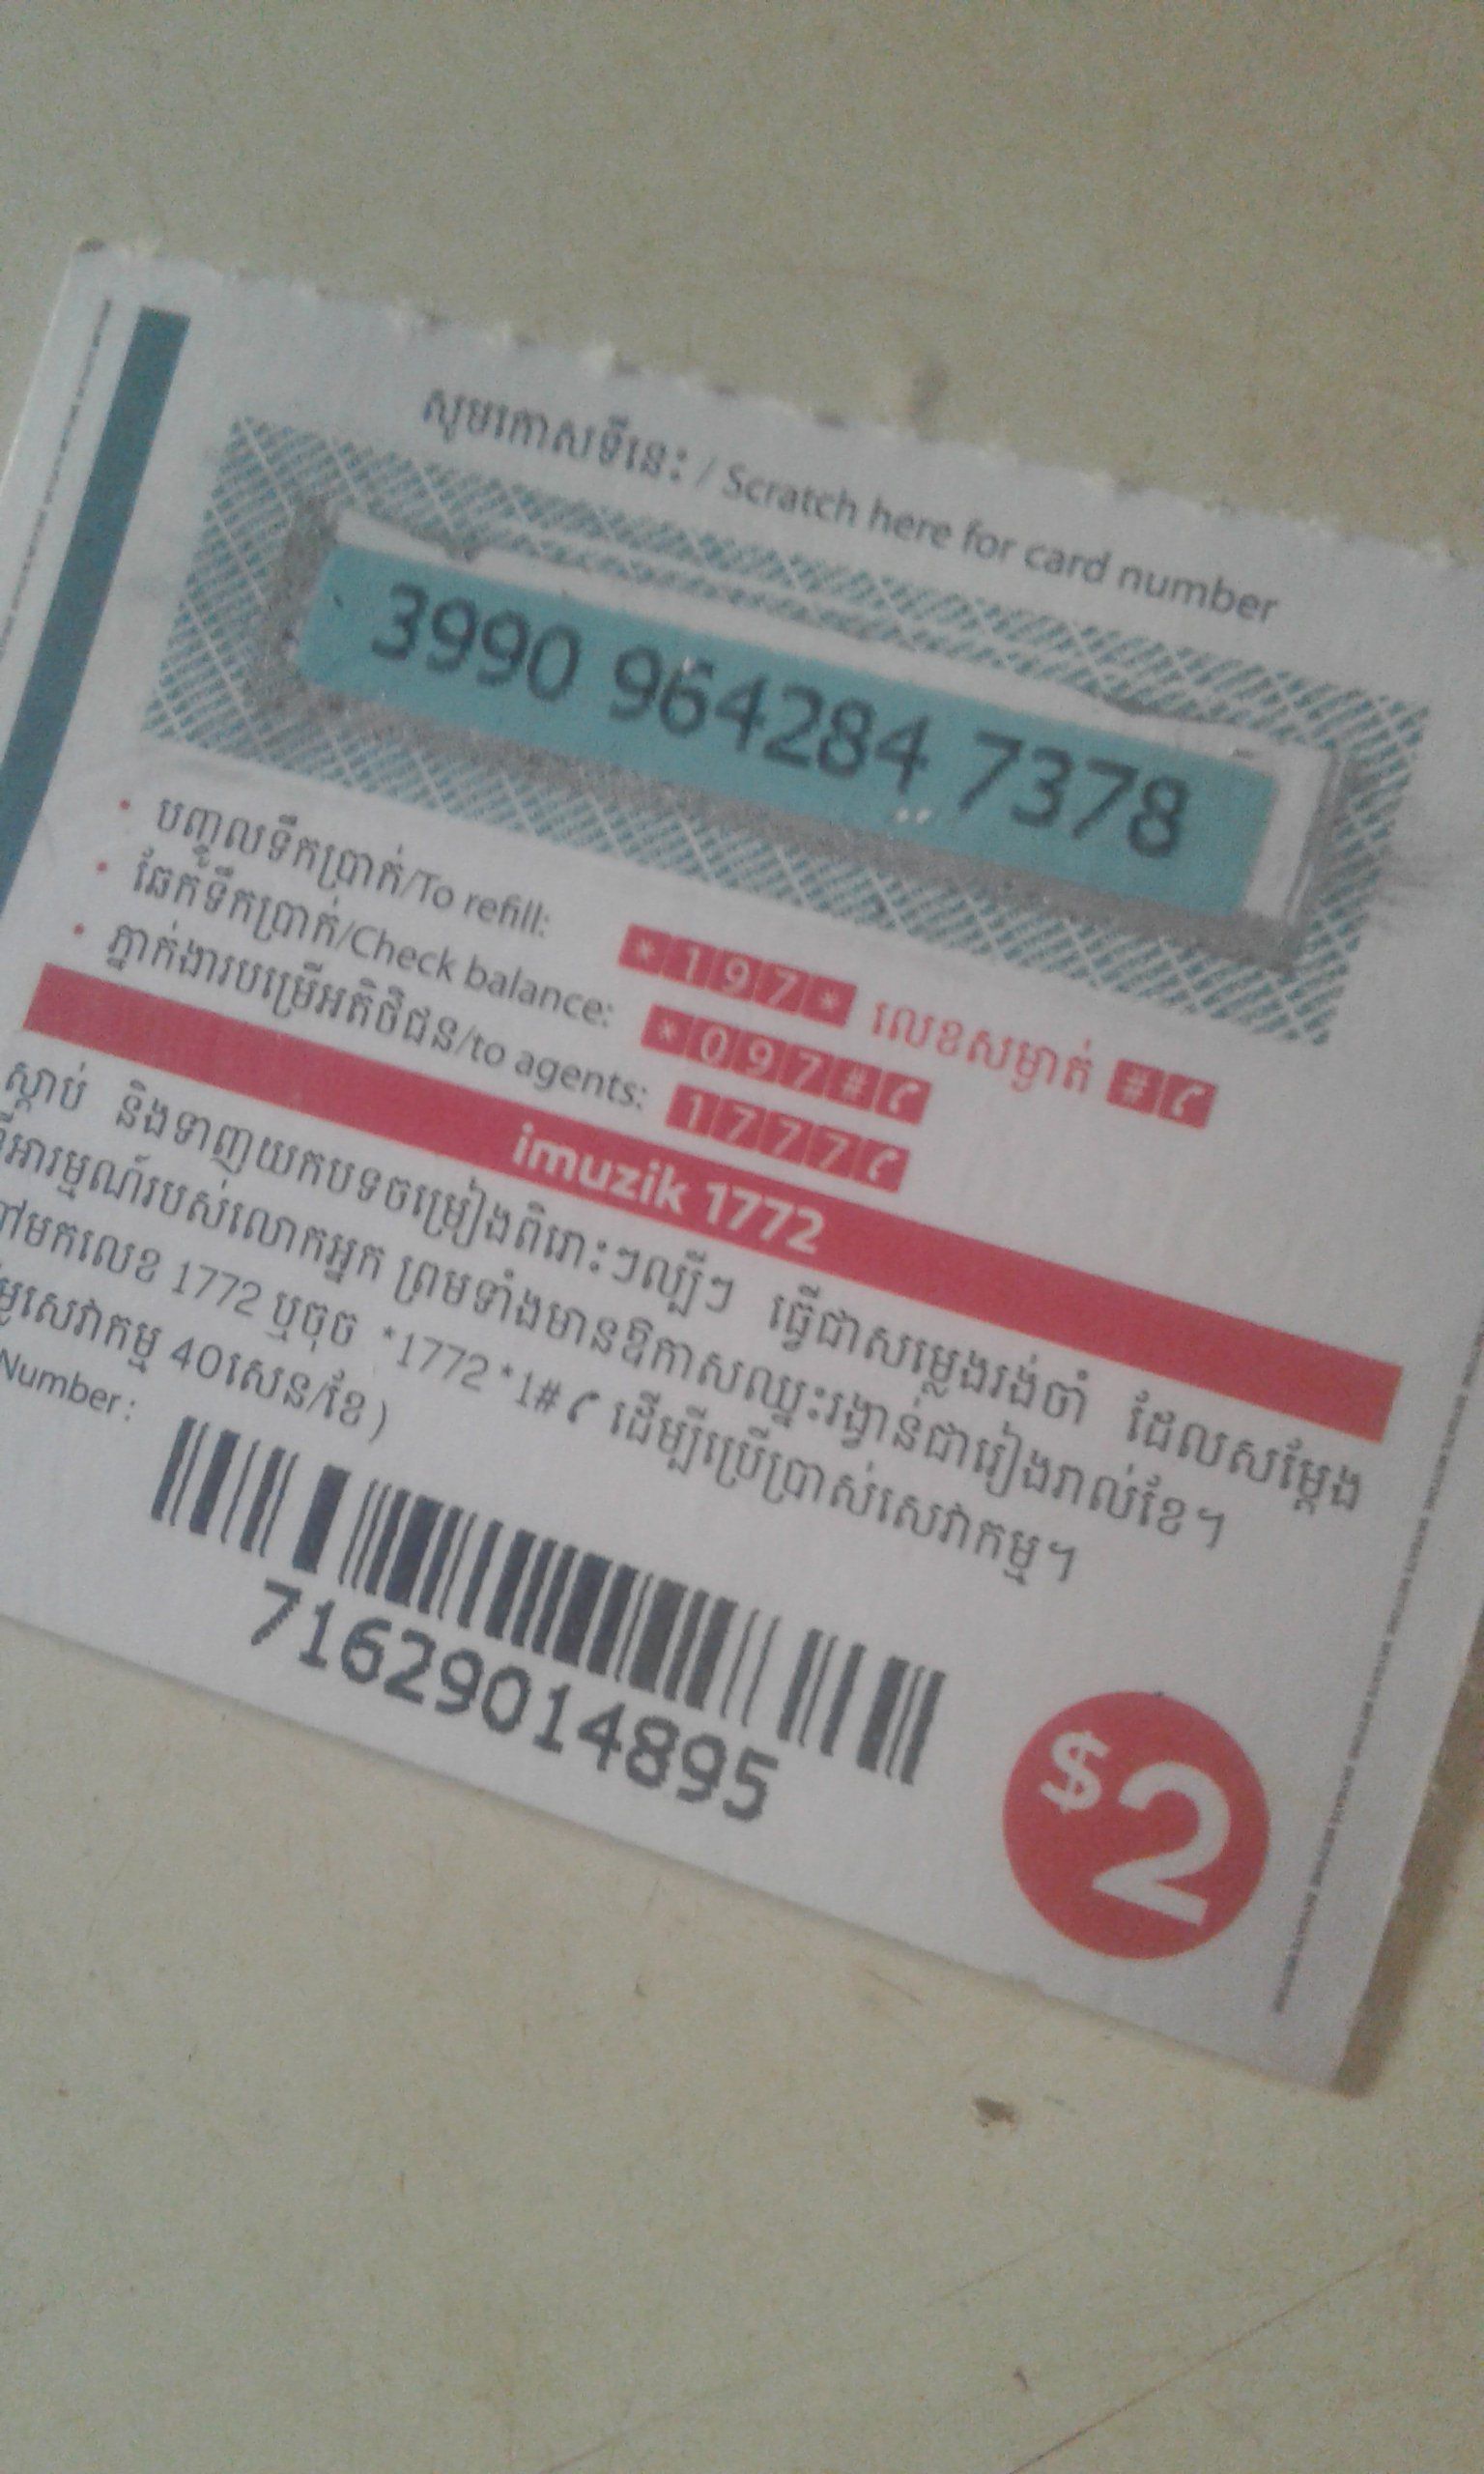 សូមកោសទីនេះ / Scratch here for card number
3990 964284 7378
• បញ្ចូលទឹកប្រាក់/To refill: *197* លេខសម្ងាត់ #
• ឆែកទឹកប្រាក់/Check balance: *097#
• ភ្នាក់ងារបម្រើអតិថិជន/to agents: 1777
imuzik 1772
ស្តាប់ និងទាញយកបទចម្រៀងពិរោះៗល្បីៗ ធ្វើជាសម្លេងរង់ចាំ ដែលសម្តែង
អារម្មណ៍របស់លោកអ្នក ព្រមទាំងមានឱកាសឈ្នះរង្វាន់ជារៀងរាល់ខែ។
មកលេខ 1772 ឬចុច *1772*1# ដើម្បីប្រើប្រាស់សេវាកម្ម។
សេវាកម្ម 40សេន/ខែ)
Number:
71629014895
$2